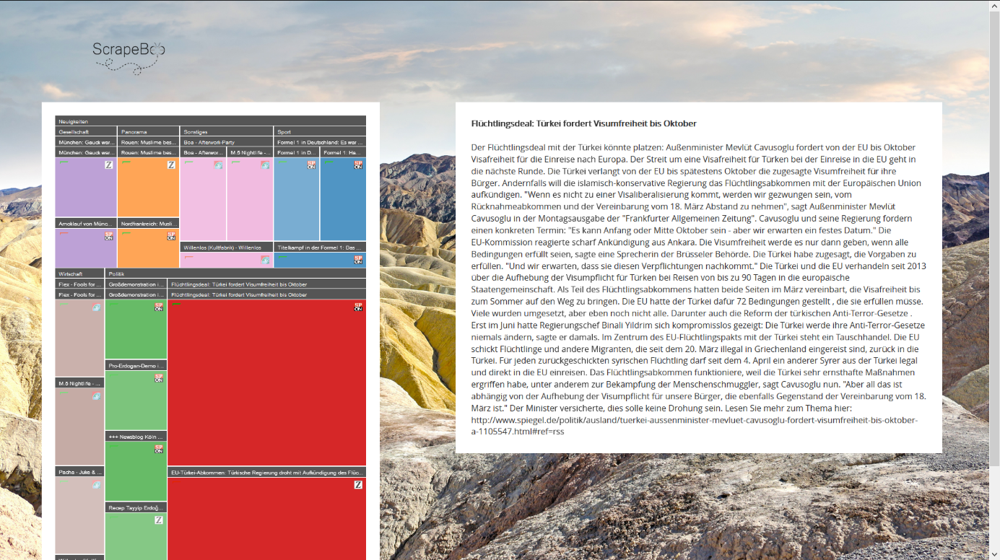 ScrapeBob
Neuigkeiten
Gesellschaft
Panorama
Sonstiges
Sport
München: Gaudi war...
Rouen: Muslime bes...
Boa - Afterwork-Party
Formel 1 in Deutschland: Es war ...
München: Gaudi war...
Rouen: Muslime bes...
Boa - Afterwor...
M.5 Nightlife - ...
Formel 1 in D...
Formel 1: Ha...
Z
Z
SP
ON
SP
ON
Amoklauf von Münc...
Nordfrankreich: Musli...
SP
ON
SP
ON
Willenlos (Kultfabrik) - Willenlos
Titelkampf in der Formel 1: Das ...
SP
ON
Wirtschaft
Politik
Flex - Fools for ...
Großdemonstration i...
Flüchtlingsdeal: Türkei fordert Visumfreiheit bis Oktober
Flex - Fools for ...
Großdemonstration i...
Flüchtlingsdeal: Türkei fordert Visumfreiheit bis Oktober
SP
ON
SP
ON
Pro-Erdogan-Demo i...
SP
ON
M.5 Nightlife - ...
+++ Newsblog Köln ...
SP
ON
Pacha - Juke & ...
EU-Türkei-Abkommen: Türkische Regierung droht mit Aufkündigung des Flüc...
Z
Recep Tayyip Erdoğ...
Z
Flüchtlingsdeal: Türkei fordert Visumfreiheit bis Oktober
Der Flüchtlingsdeal mit der Türkei könnte platzen: Außenminister Mevlüt Cavusoglu fordert von der EU bis Oktober
Visafreiheit für die Einreise nach Europa. Der Streit um eine Visafreiheit für Türken bei der Einreise in die EU geht in
die nächste Runde. Die Türkei verlangt von der EU bis spätestens Oktober die zugesagte Visumfreiheit für ihre
Bürger. Andernfalls will die islamisch-konservative Regierung das Flüchtlingsabkommen mit der Europäischen Union
aufkündigen. "Wenn es nicht zu einer Visaliberalisierung kommt, werden wir gezwungen sein, vom
Rücknahmeabkommen und der Vereinbarung vom 18. März Abstand zu nehmen", sagt Außenminister Mevlüt
Cavusoglu in der Montagsausgabe der "Frankfurter Allgemeinen Zeitung". Cavusoglu und seine Regierung fordern
einen konkreten Termin: "Es kann Anfang oder Mitte Oktober sein - aber wir erwarten ein festes Datum." Die
EU-Kommission reagierte scharf Ankündigung aus Ankara. Die Visumfreiheit werde es nur dann geben, wenn alle
Bedingungen erfüllt seien, sagte eine Sprecherin der Brüsseler Behörde. Die Türkei habe zugesagt, die Vorgaben zu
erfüllen. "Und wir erwarten, dass sie diesen Verpflichtungen nachkommt." Die Türkei und die EU verhandeln seit 2013
über die Aufhebung der Visumpflicht für Türken bei Reisen von bis zu 90 Tagen in die europäische
Staatengemeinschaft. Als Teil des Flüchtlingsabkommens hatten beide Seiten im März vereinbart, die Visafreiheit bis
zum Sommer auf den Weg zu bringen. Die EU hatte der Türkei dafür 72 Bedingungen gestellt , die sie erfüllen müsse.
Viele wurden umgesetzt, aber eben noch nicht alle. Darunter auch die Reform der türkischen Anti-Terror-Gesetze .
Erst im Juni hatte Regierungschef Binali Yildrim sich kompromisslos gezeigt: Die Türkei werde ihre Anti-Terror-Gesetze
niemals ändern, sagte er damals. Im Zentrum des EU-Flüchtlingspakts mit der Türkei steht ein Tauschhandel. Die EU
schickt Flüchtlinge und andere Migranten, die seit dem 20. März illegal in Griechenland eingereist sind, zurück in die
Türkei. Für jeden zurückgeschickten syrischen Flüchtling darf seit dem 4. April ein anderer Syrer aus der Türkei legal
und direkt in die EU einreisen. Das Flüchtlingsabkommen funktioniere, weil die Türkei sehr ernsthafte Maßnahmen
ergriffen habe, unter anderem zur Bekämpfung der Menschenschmuggler, sagt Cavusoglu nun. "Aber all das ist
abhängig von der Aufhebung der Visumpflicht für unsere Bürger, die ebenfalls Gegenstand der Vereinbarung vom 18.
März ist." Der Minister versicherte, dies solle keine Drohung sein. Lesen Sie mehr zum Thema hier:
http://www.spiegel.de/politik/ausland/tuerkei-aussenminister-mevluet-cavusoglu-fordert-visumfreiheit-bis-oktober-
a-1105547.html#ref=rss